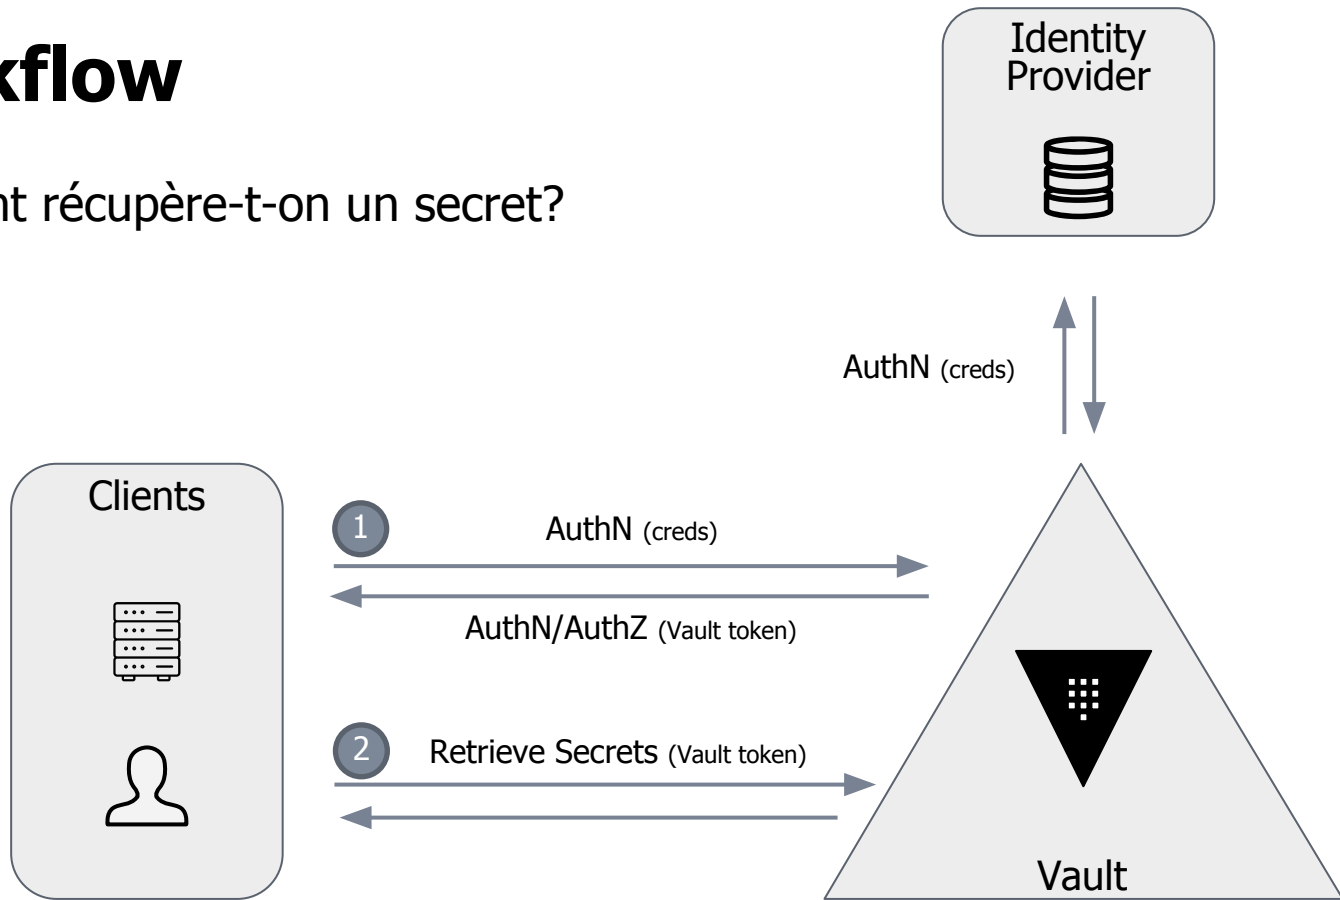 kflow
nt récupère-t-on un secret?
Identity
Provider
AuthN (creds)
Clients
1
AuthN (creds)
AuthN/AuthZ (Vault token)
2
Retrieve Secrets (Vault token)
Vault